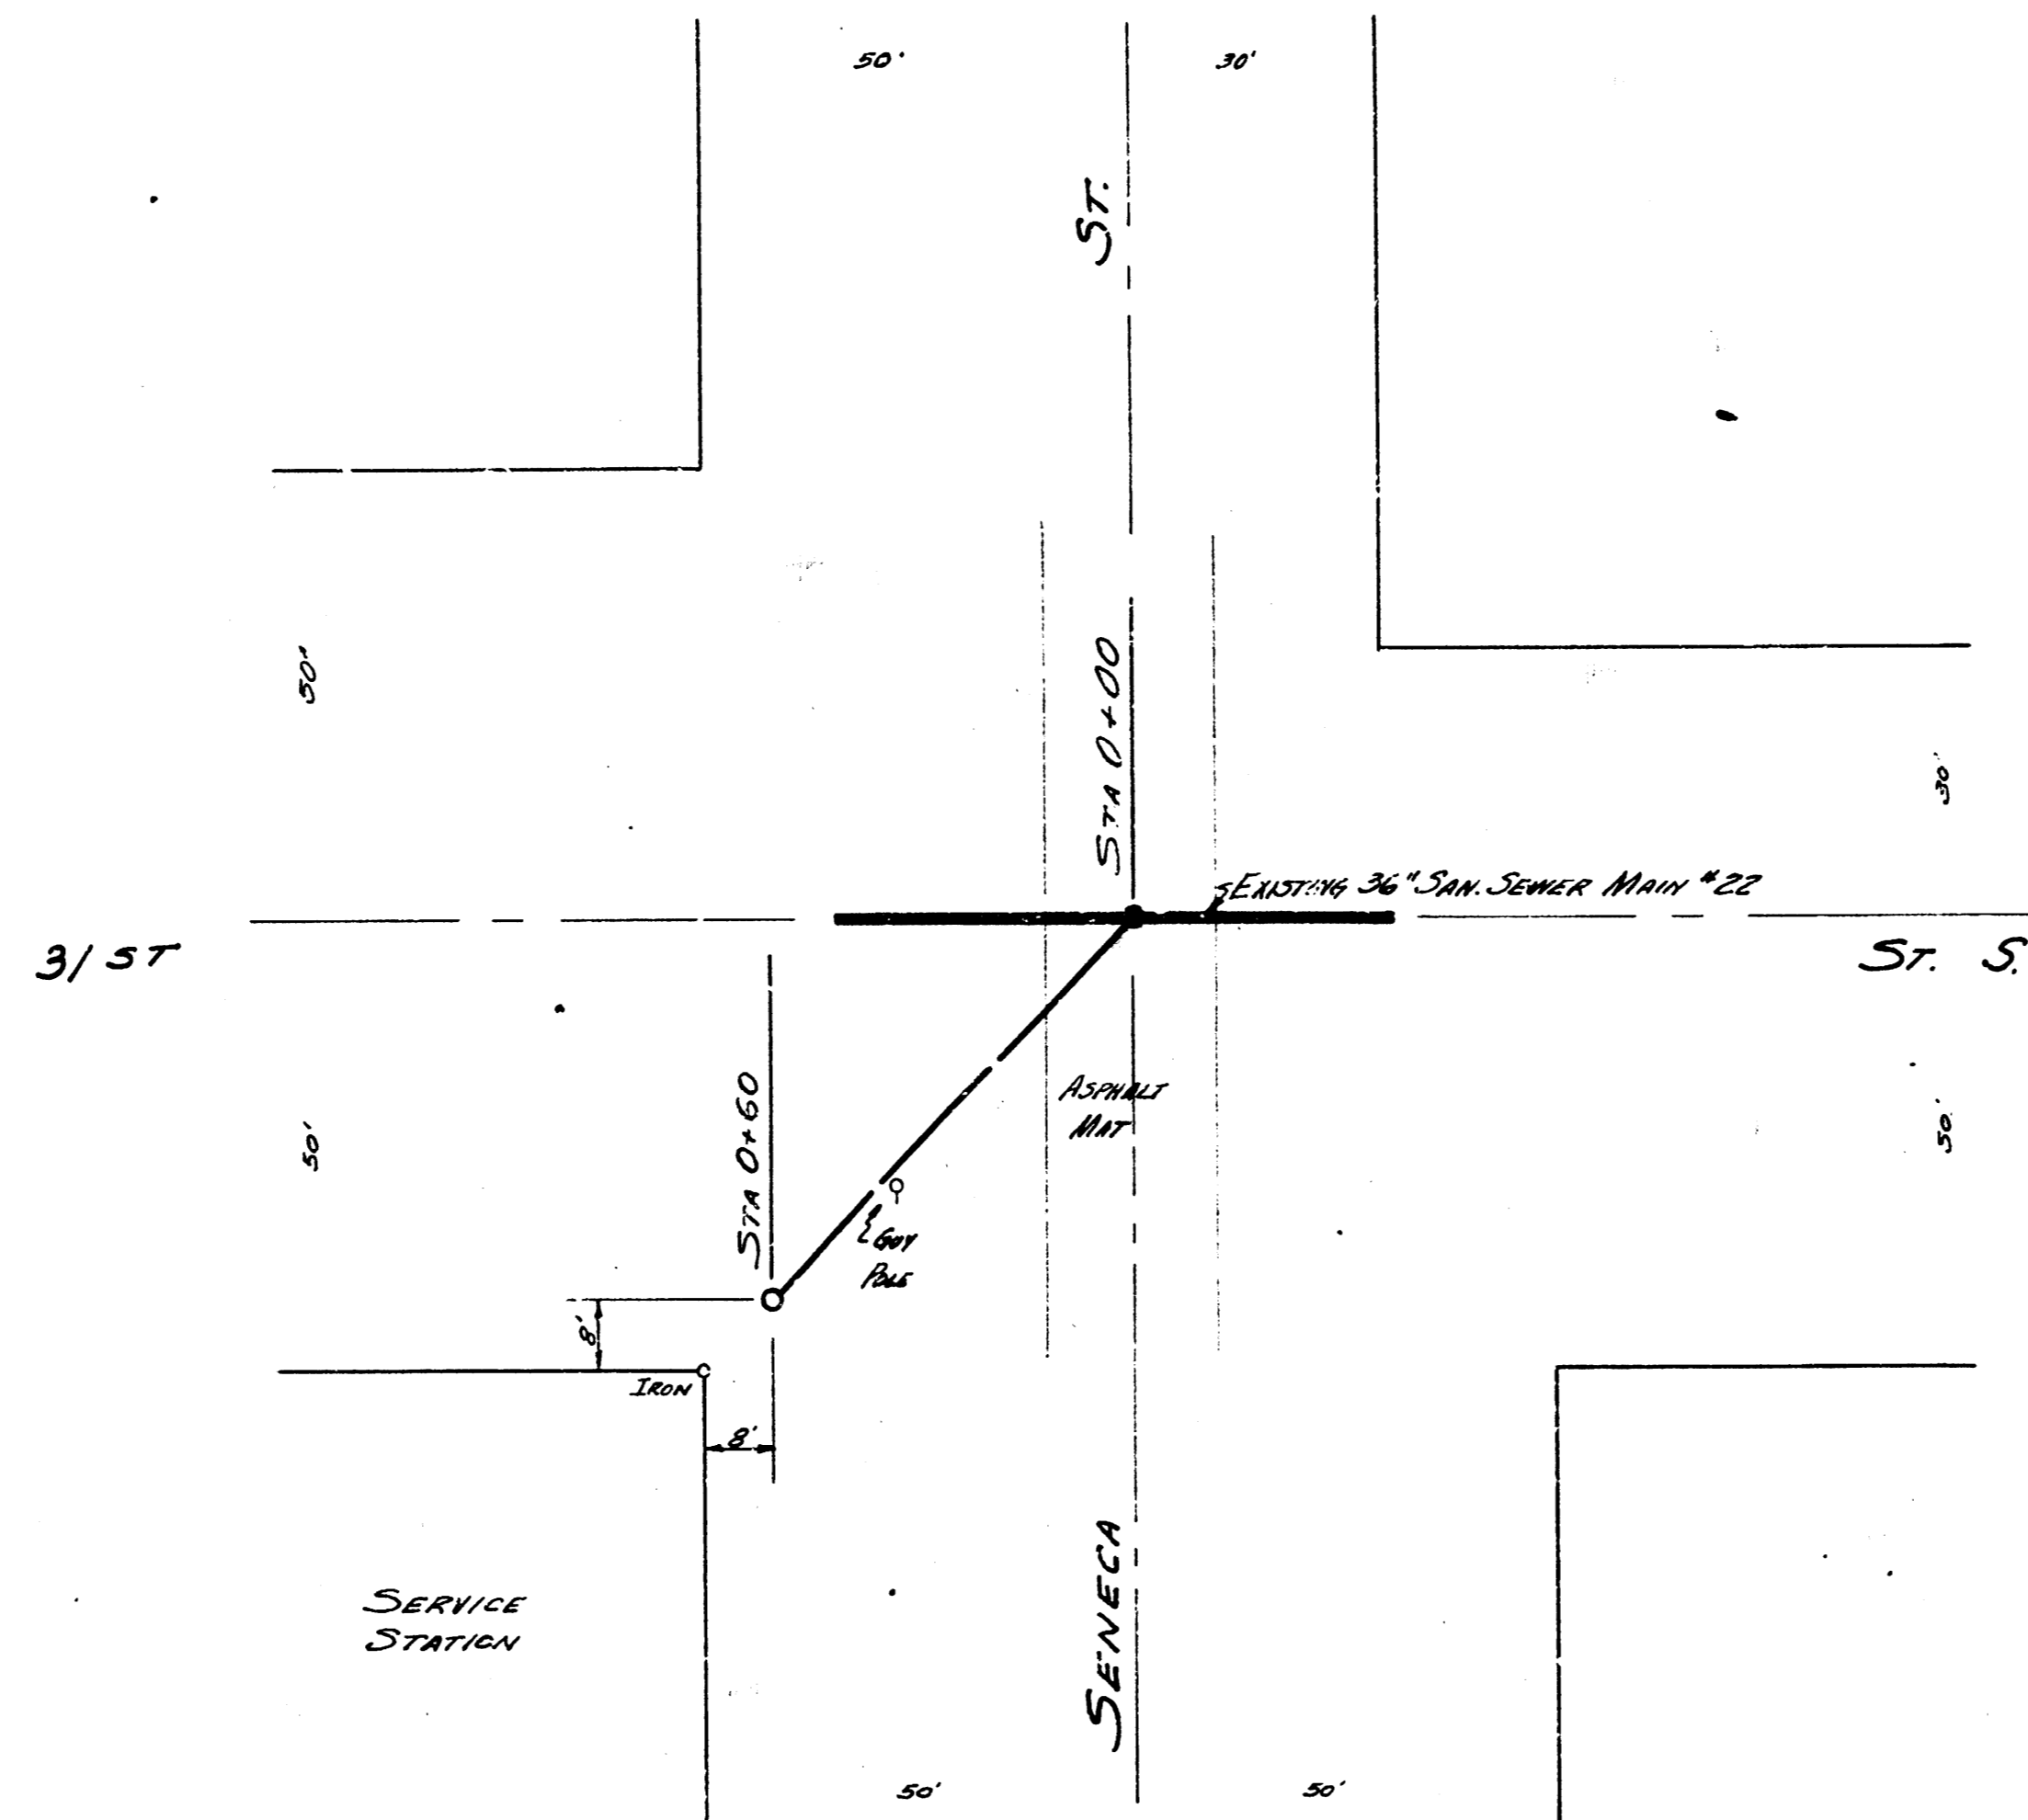 50'
30'
ST.
50'
STA 0+00
30'
EXISTING 36" SAN. SEWER MAIN #22
31 ST
ST. S.
STA 0+60
ASPHALT
MAT
50'
50'
GUY
POLE
8'
IRON
8'
SENECA
SERVICE
STATION
50'
50'